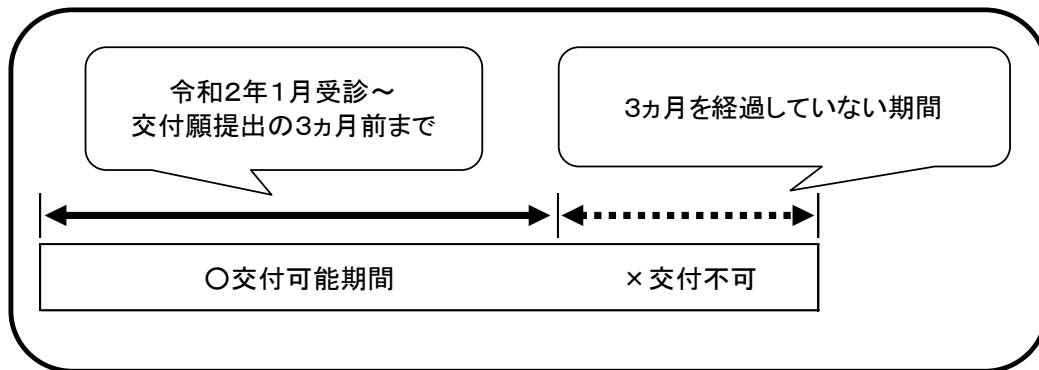 令和２年１月受診～
交付願提出の３ヵ月前まで
３ヵ月を経過していない期間
○交付可能期間
×交付不可